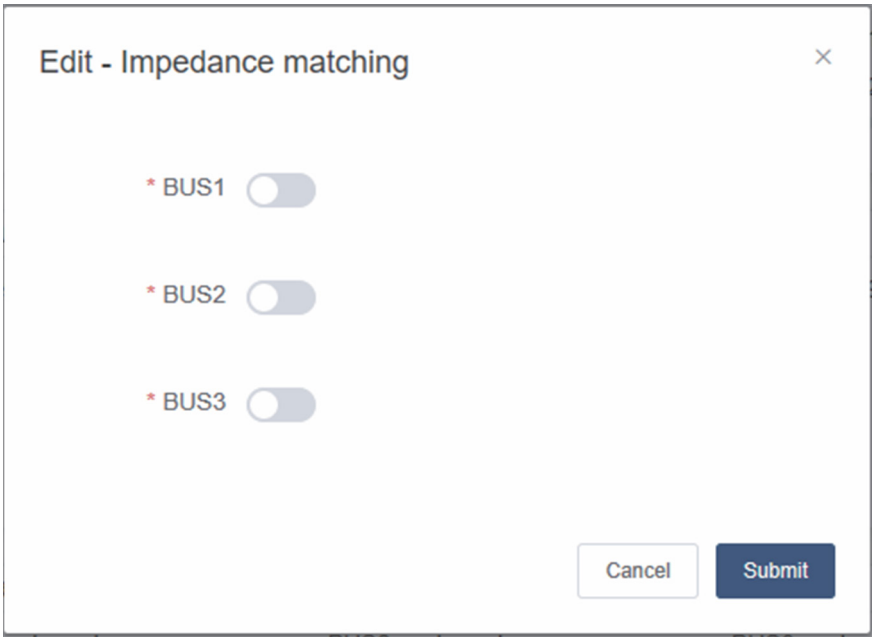 Edit - Impedance matching
* BUS1
* BUS2
* BUS3
Cancel Submit